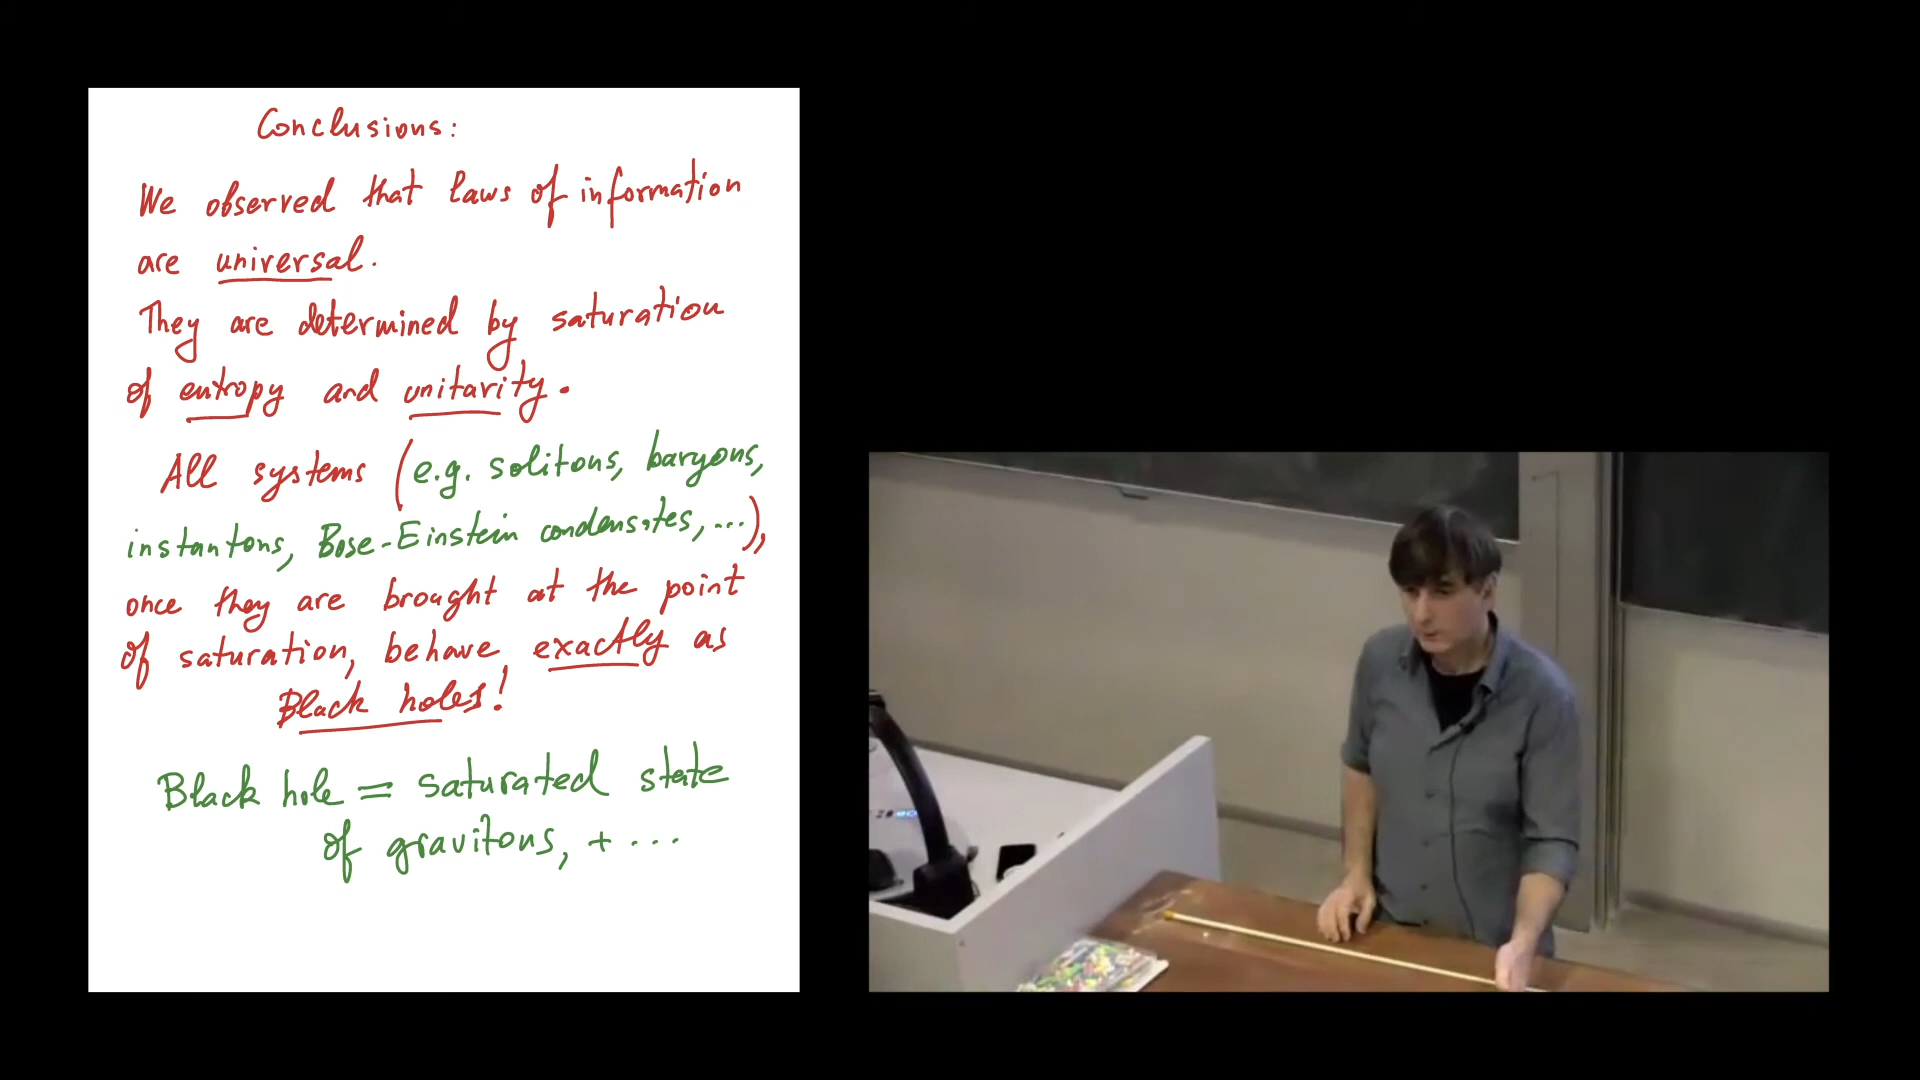 Conclusions:
We observed that laws of information
are universal.
They are determined by saturation
of entropy and unitarity.
All systems (e.g. solitons, baryons,
instantons, Bose-Einstein condensates, ...),
once they are brought at the point
of saturation, behave exactly as
Black holes!
Black hole = saturated state
of gravitons, + ...